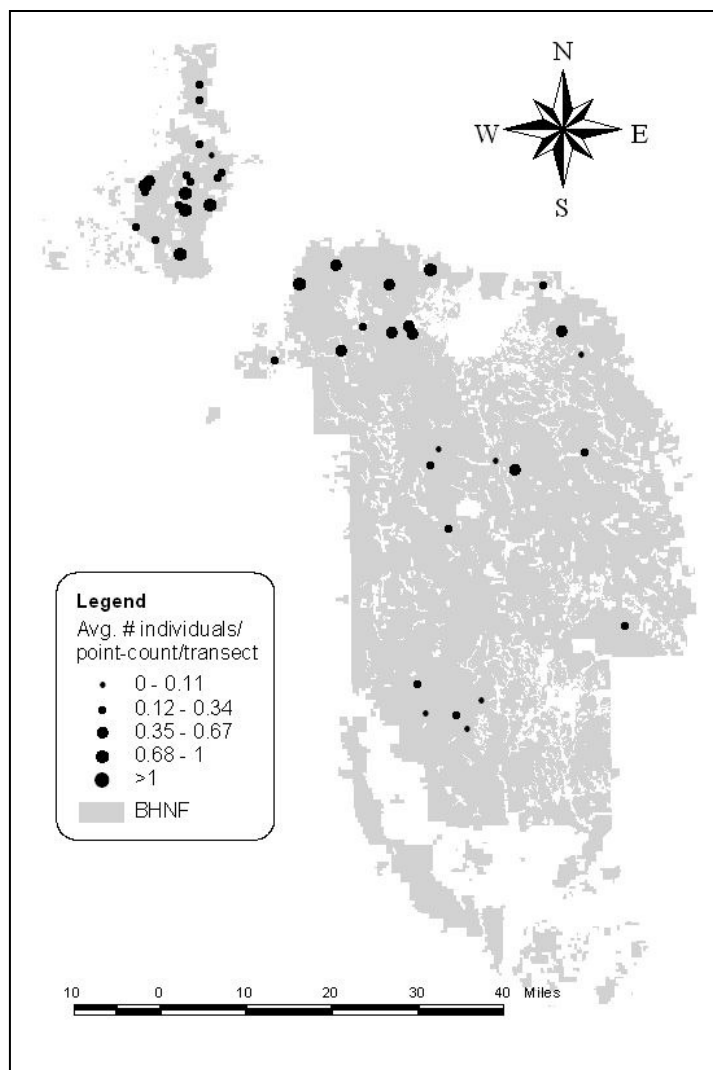 N
W E
S
Legend
Avg. # individuals/
point-count/transect
0 - 0.11
0.12 - 0.34
0.35 - 0.67
0.68 - 1
>1
BHNF
10 0 10 20 30 40 Miles